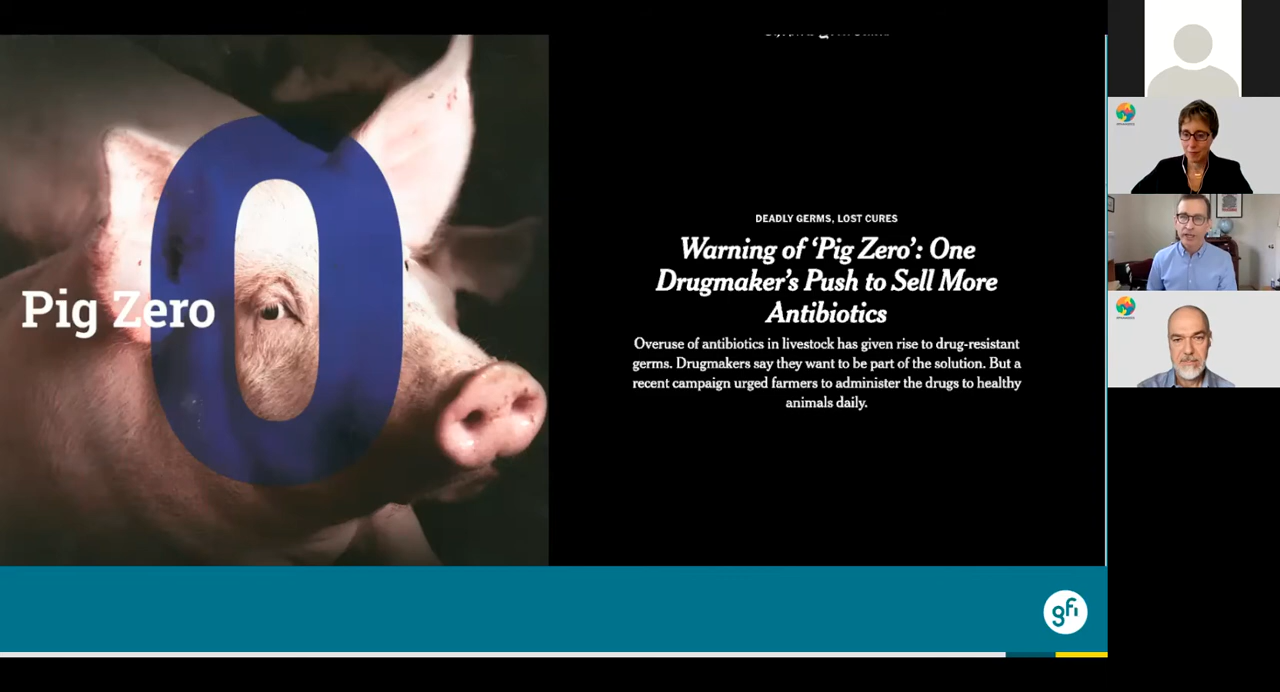 Pig Zero
DEADLY GERMS, LOST CURES
Warning of ‘Pig Zero’: One
Drugmaker’s Push to Sell More
Antibiotics
Overuse of antibiotics in livestock has given rise to drug-resistant
germs. Drugmakers say they want to be part of the solution. But a
recent campaign urged farmers to administer the drugs to healthy
animals daily.
gfi